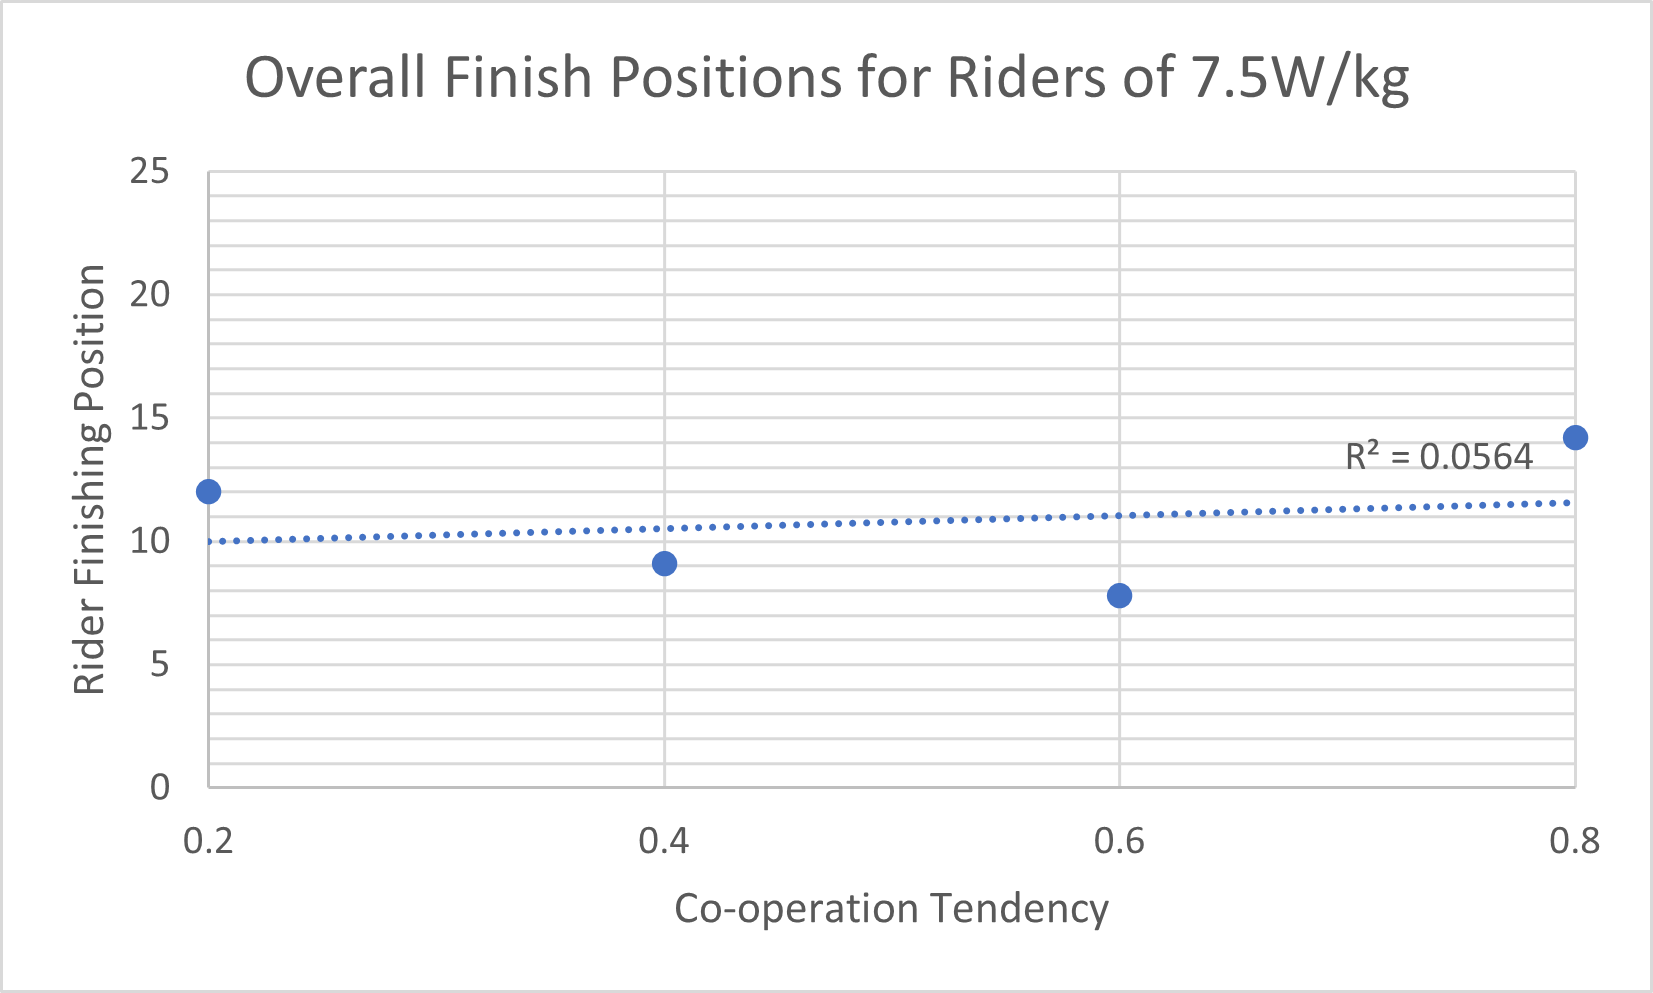 Overall Finish Positions for Riders of 7.5W/kg
25
20
15
10
5
0
Rider Finishing Position
R² = 0.0564
0.2
0.4
0.6
0.8
Co-operation Tendency